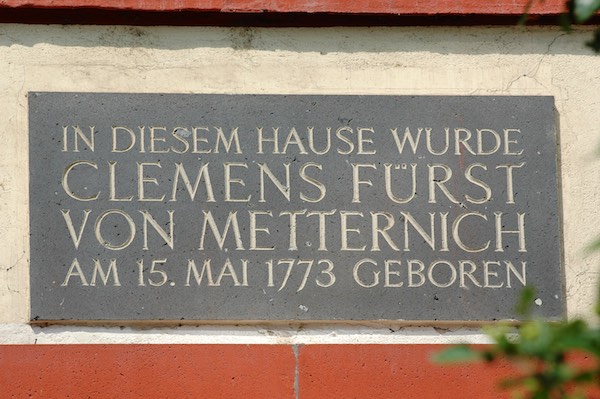 IN DIESEM HAUSE WURDE
CLEMENS FÜRST
VON METTERNICH
AM 15. MAI 1773 GEBOREN